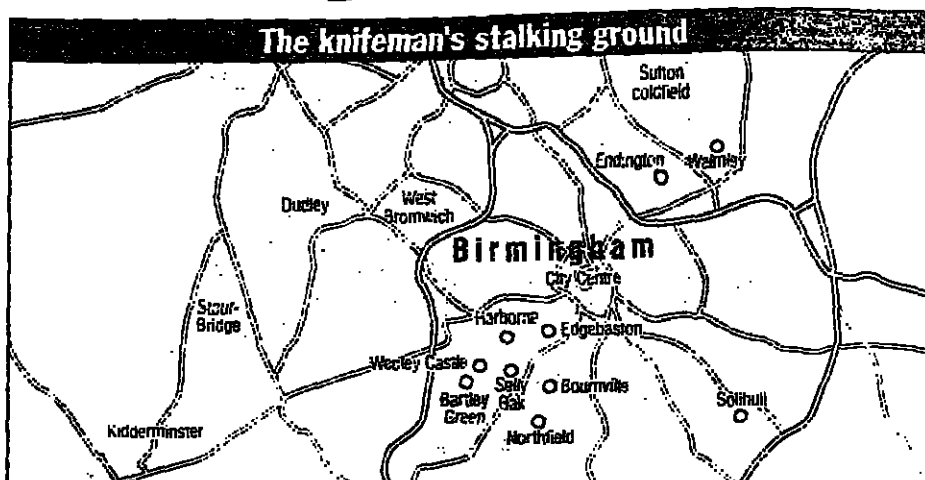 The knifeman's stalking ground
Sutton
coldfield
Erdington
Walmley
Dudley
West
Bromwich
Birmingham
City Centre
Stour-
Bridge
Harborne
Edgebaston
Weoley Castle
Bartley
Green
Selly
Oak
Bournville
Solihull
Northfield
Kidderminster